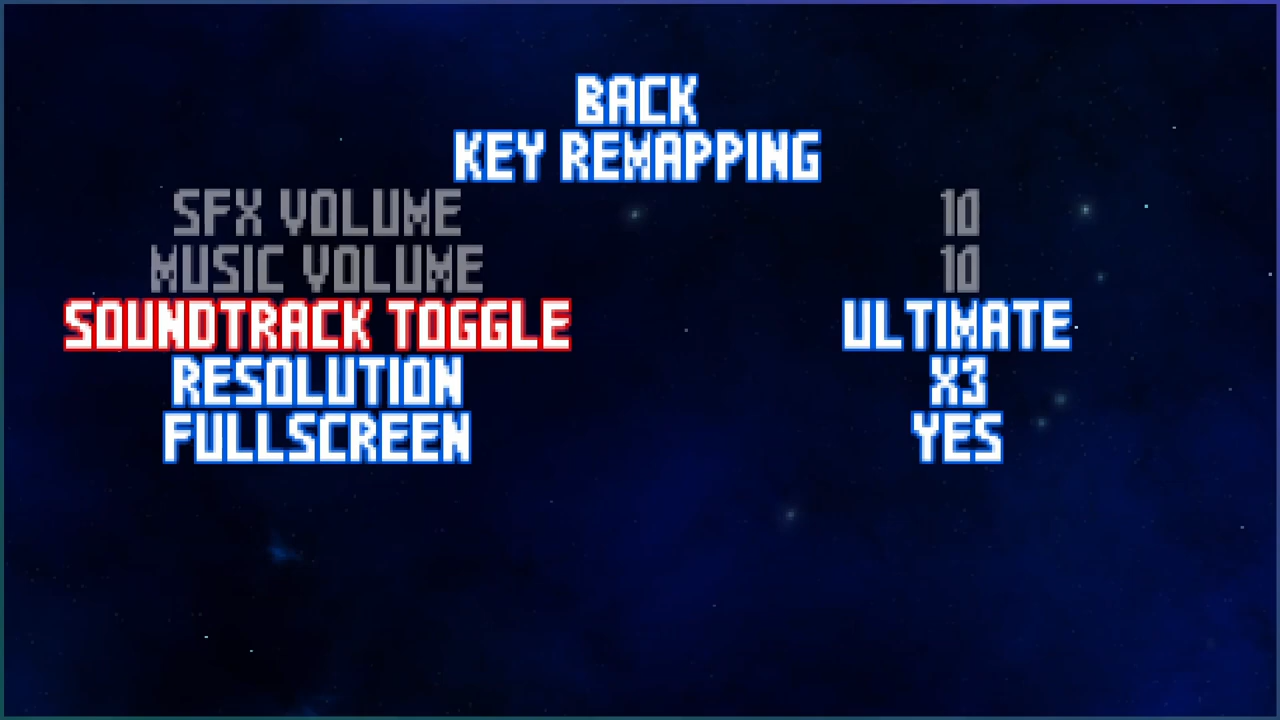 BACK
KEY REMAPPING
SFX VOLUME 10
MUSIC VOLUME 10
SOUNDTRACK TOGGLE ULTIMATE
RESOLUTION X3
FULLSCREEN YES